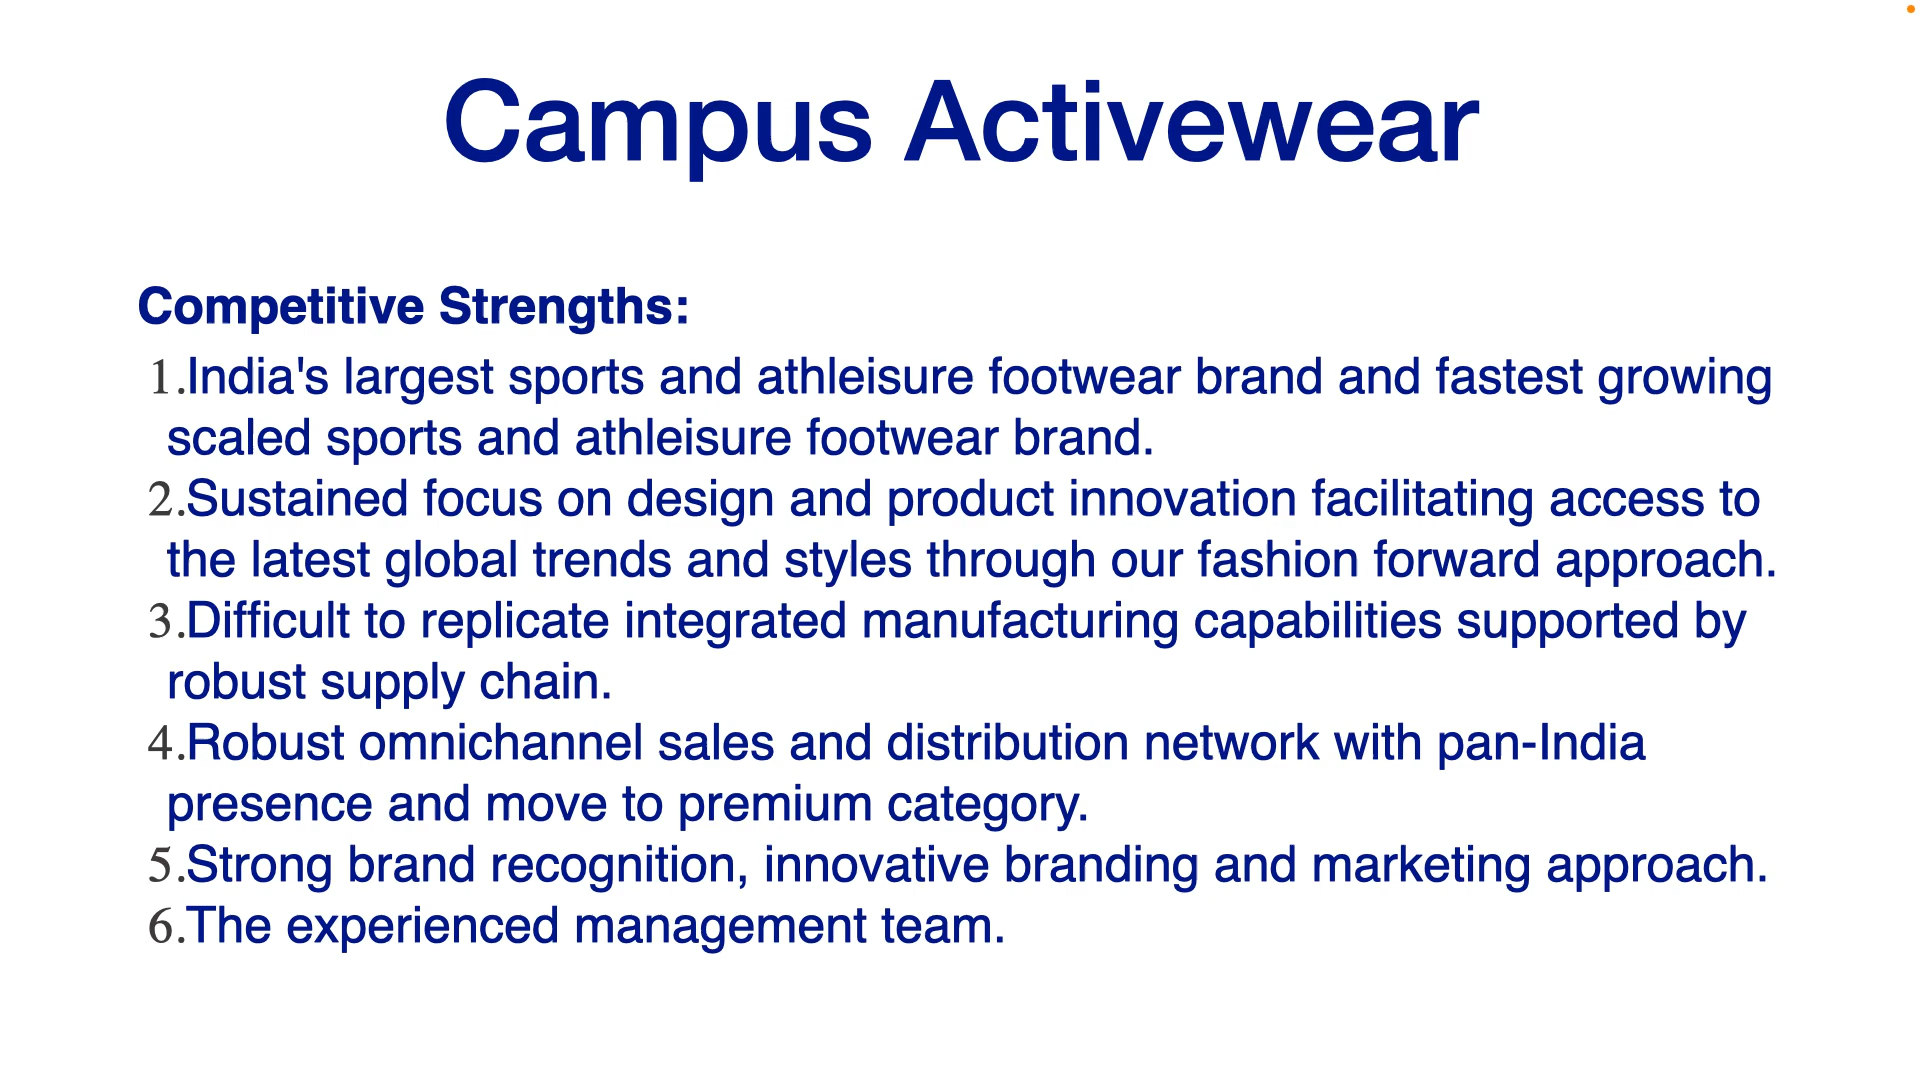 Campus Activewear
Competitive Strengths:
1.India's largest sports and athleisure footwear brand and fastest growing
scaled sports and athleisure footwear brand.
2.Sustained focus on design and product innovation facilitating access to
the latest global trends and styles through our fashion forward approach.
3.Difficult to replicate integrated manufacturing capabilities supported by
robust supply chain.
4.Robust omnichannel sales and distribution network with pan-India
presence and move to premium category.
5.Strong brand recognition, innovative branding and marketing approach.
6.The experienced management team.